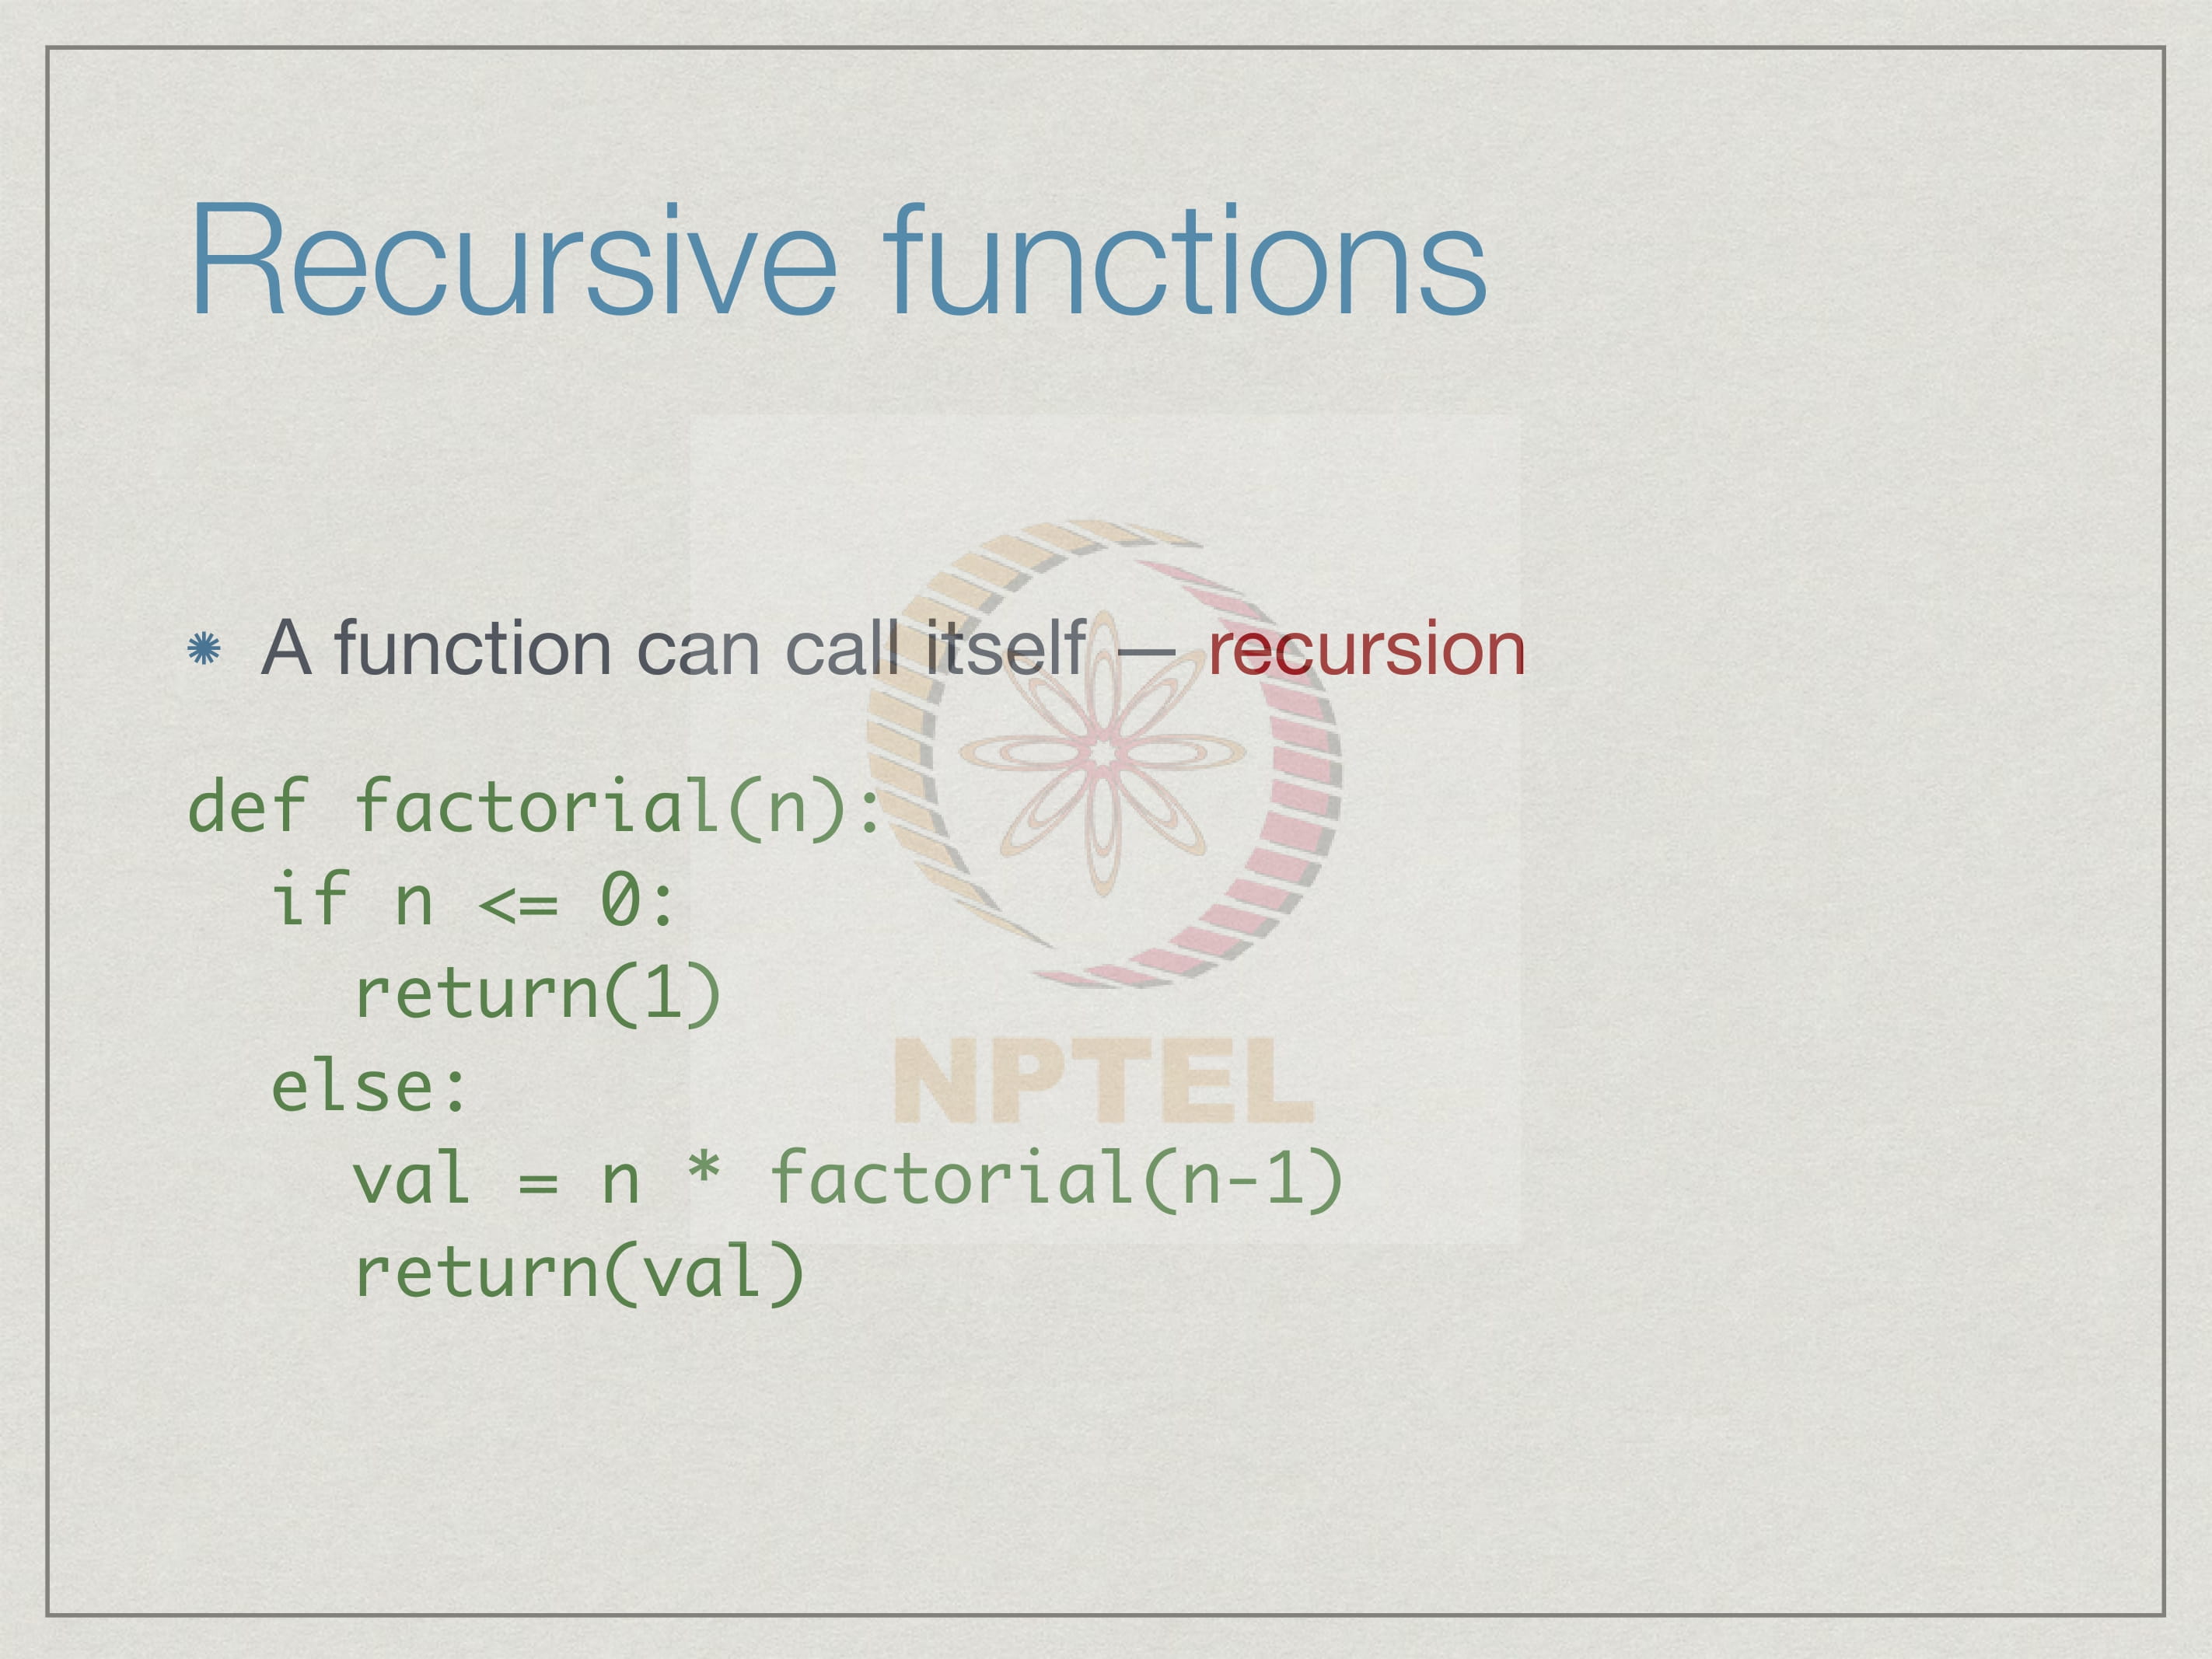 Recursive functions
A function can call itself — recursion
def factorial(n):
  if n <= 0:
    return(1)
  else:
    val = n * factorial(n-1)
    return(val)
NPTEL